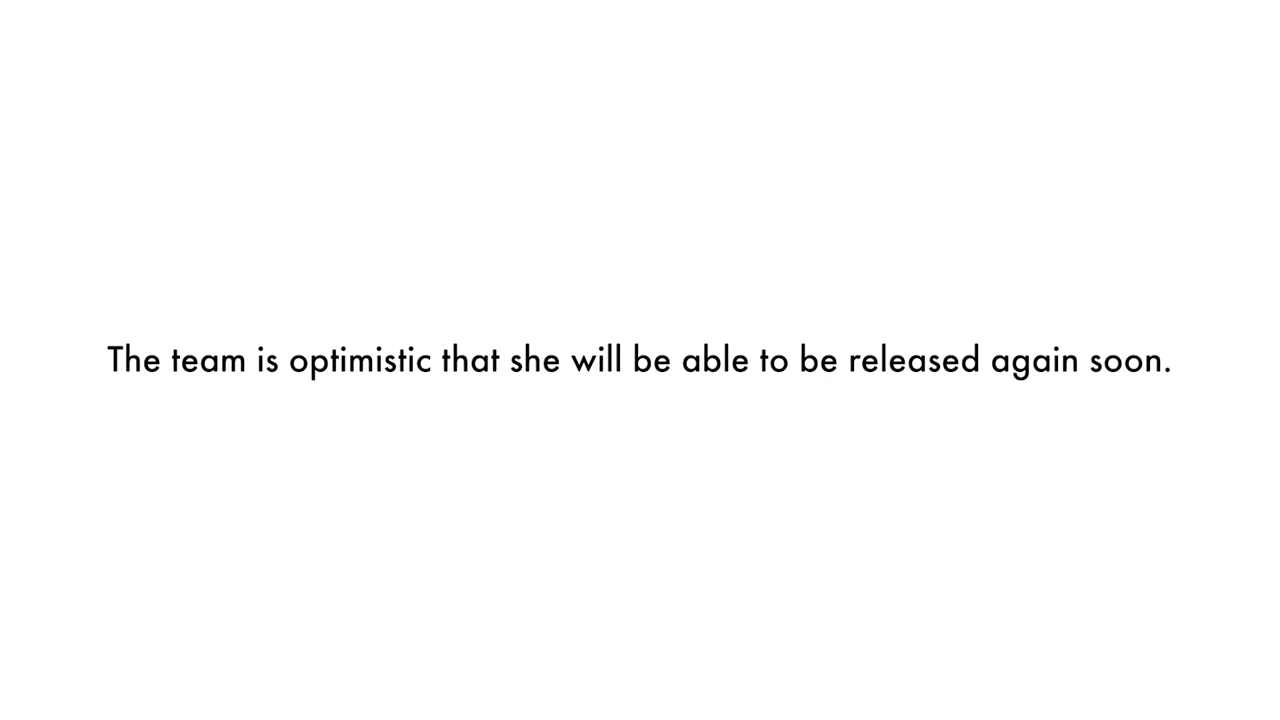 The team is optimistic that she will be able to be released again soon.